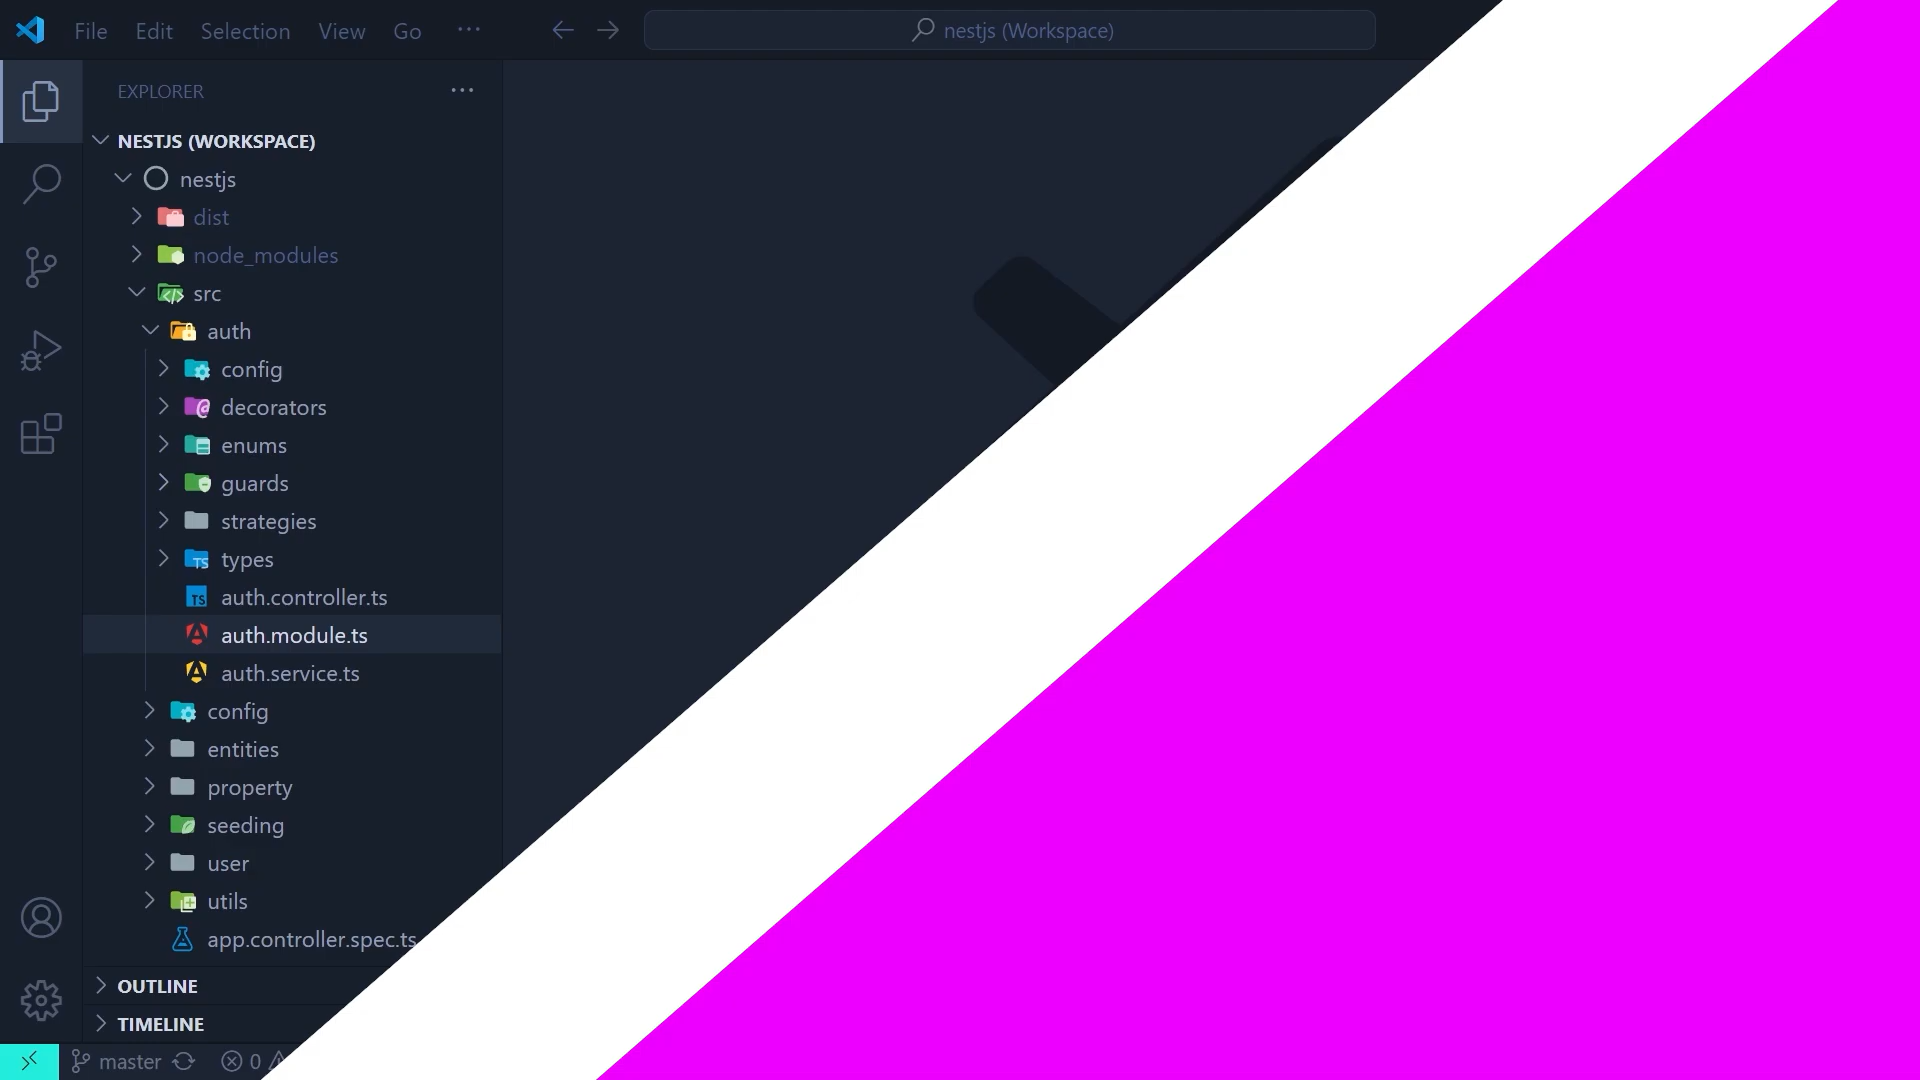 File Edit Selection View Go ···
nestjs (Workspace)
EXPLORER
NESTJS (WORKSPACE)
nestjs
dist
node_modules
src
auth
config
decorators
enums
guards
strategies
types
auth.controller.ts
auth.module.ts
auth.service.ts
config
entities
property
seeding
user
utils
app.controller.spec.ts
OUTLINE
TIMELINE
master 0